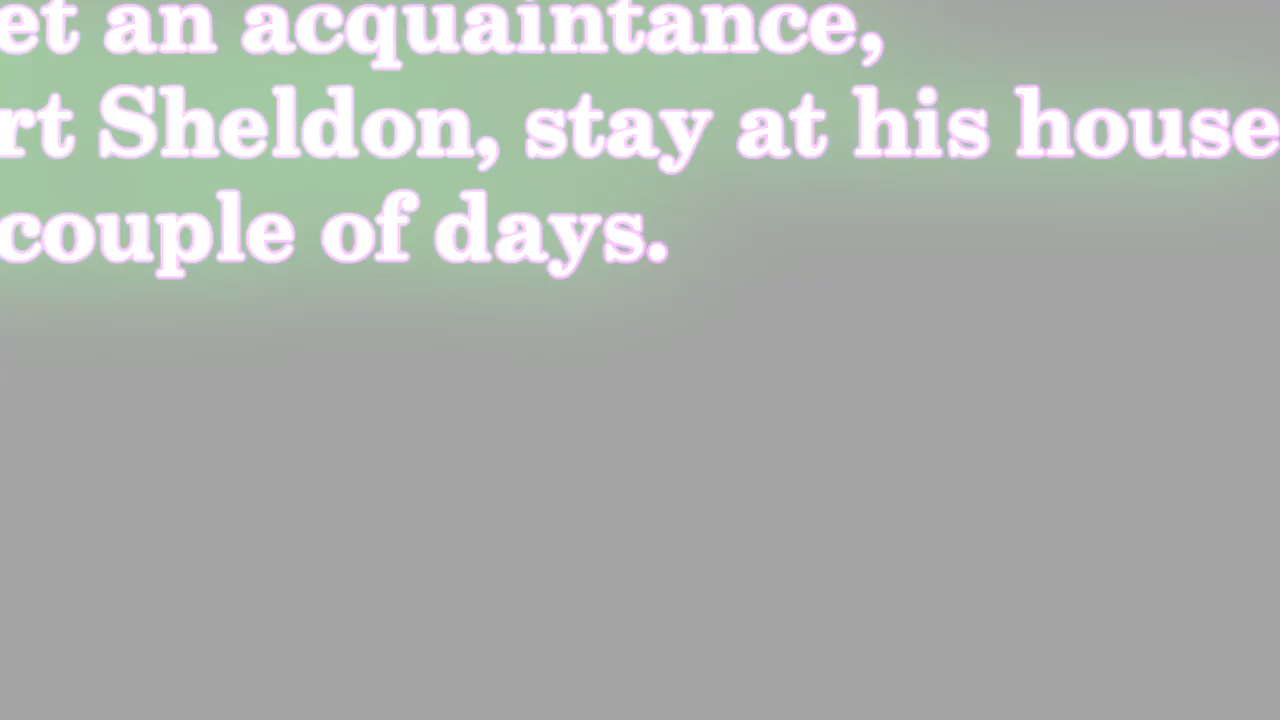 et an acquaintance,
rt Sheldon, stay at his house
couple of days.